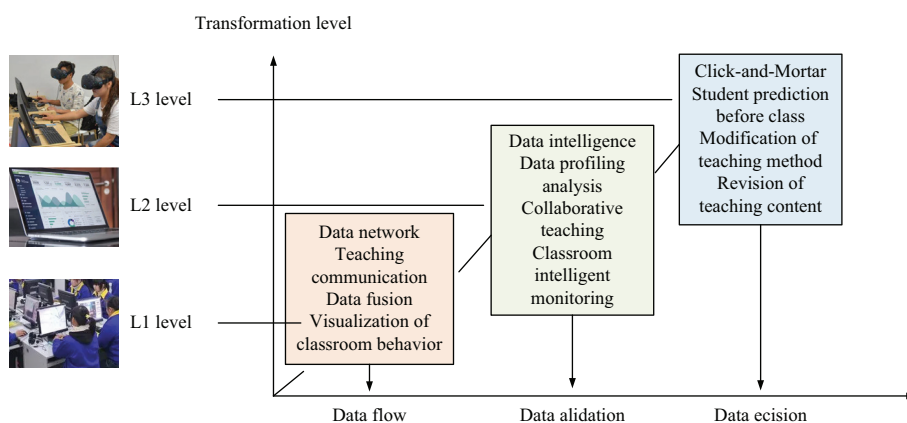 Transformation level
L3 level
L2 level
L1 level
Click-and-Mortar
Student prediction
before class
Modification of
teaching method
Revision of
teaching content
Data intelligence
Data profiling
analysis
Collaborative
teaching
Classroom
intelligent
monitoring
Data network
Teaching
communication
Data fusion
Visualization of
classroom behavior
Data flow
Data alidation
Data ecision